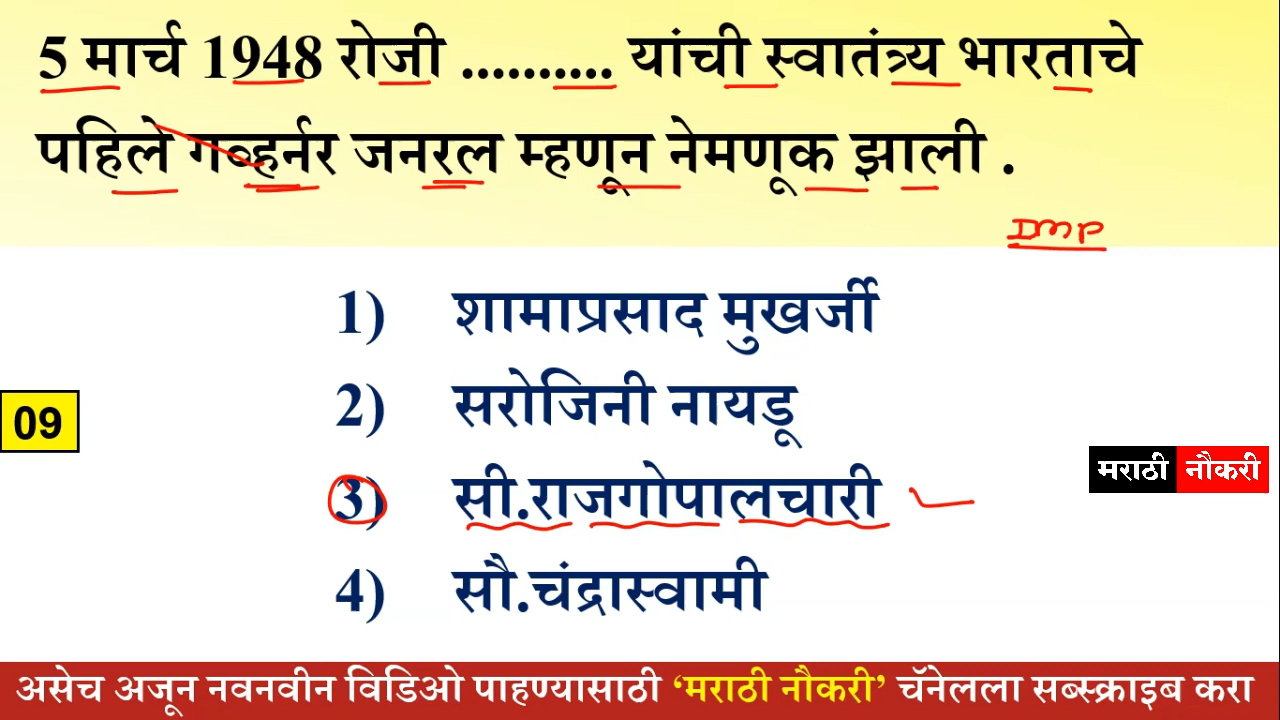 5 मार्च 1948 रोजी .......... यांची स्वातंत्र्य भारताचे
पहिले गव्हर्नर जनरल म्हणून नेमणूक झाली .
IMP
1) शामाप्रसाद मुखर्जी
2) सरोजिनी नायडू
09
मराठी नौकरी
3) सी.राजगोपालचारी
4) सौ.चंद्रास्वामी
असेच अजून नवनवीन विडिओ पाहण्यासाठी ‘मराठी नौकरी’ चॅनेलला सब्स्क्राइब करा